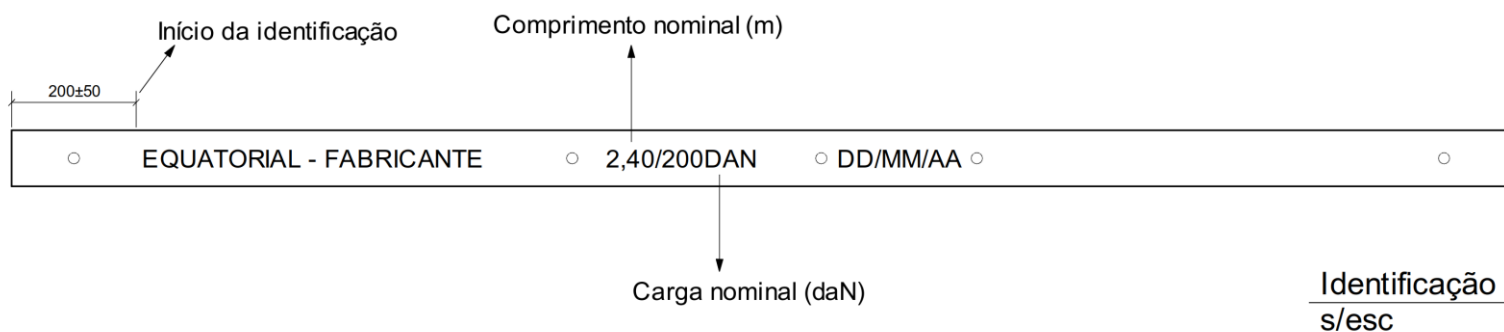 Início da identificação
Comprimento nominal (m)
200±50
EQUATORIAL - FABRICANTE 2,40/200DAN DD/MM/AA
Carga nominal (daN)
Identificação
s/esc